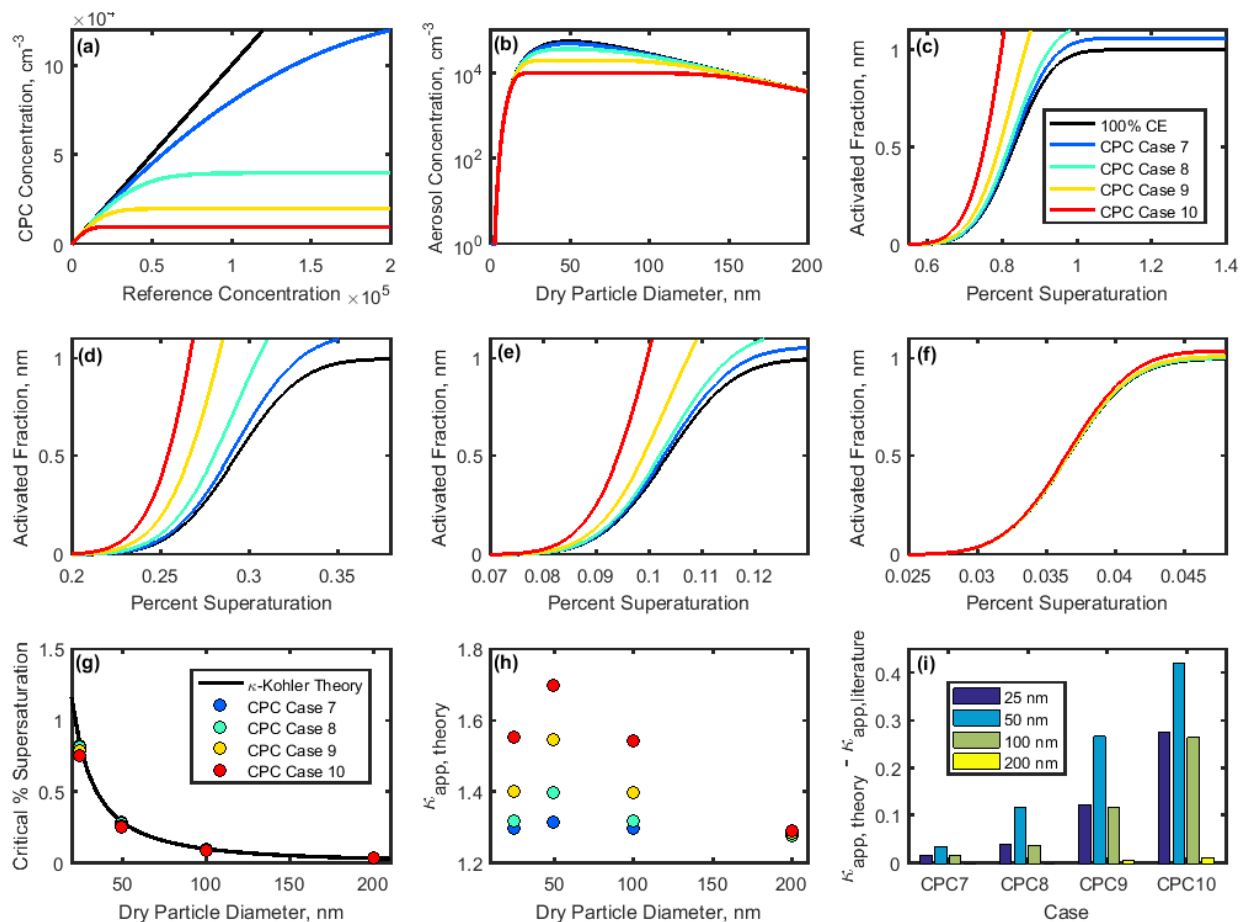 ×10⁻⁴
(a)
CPC Concentration, cm⁻³
10
5
0
0 0.5 1 1.5 2
Reference Concentration ×10⁵
(b)
Aerosol Concentration, cm⁻³
10⁴
10²
10⁰
0 50 100 150 200
Dry Particle Diameter, nm
(c)
Activated Fraction, nm
1
0.5
0
0.6 0.8 1 1.2 1.4
Percent Superaturation
100% CE
CPC Case 7
CPC Case 8
CPC Case 9
CPC Case 10
(d)
Activated Fraction, nm
1
0.5
0
0.2 0.25 0.3 0.35
Percent Superaturation
(e)
Activated Fraction, nm
1
0.5
0
0.07 0.08 0.09 0.1 0.11 0.12
Percent Superaturation
(f)
Activated Fraction, nm
1
0.5
0
0.025 0.03 0.035 0.04 0.045
Percent Superaturation
(g)
Critical % Supersaturation
1.5
1
0.5
0
50 100 150 200
Dry Particle Diameter, nm
κ-Kohler Theory
CPC Case 7
CPC Case 8
CPC Case 9
CPC Case 10
(h)
κapp, theory
1.8
1.6
1.4
1.2
50 100 150 200
Dry Particle Diameter, nm
(i)
κapp, theory - κapp,literature
0.4
0.3
0.2
0.1
0
25 nm
50 nm
100 nm
200 nm
CPC7 CPC8 CPC9 CPC10
Case